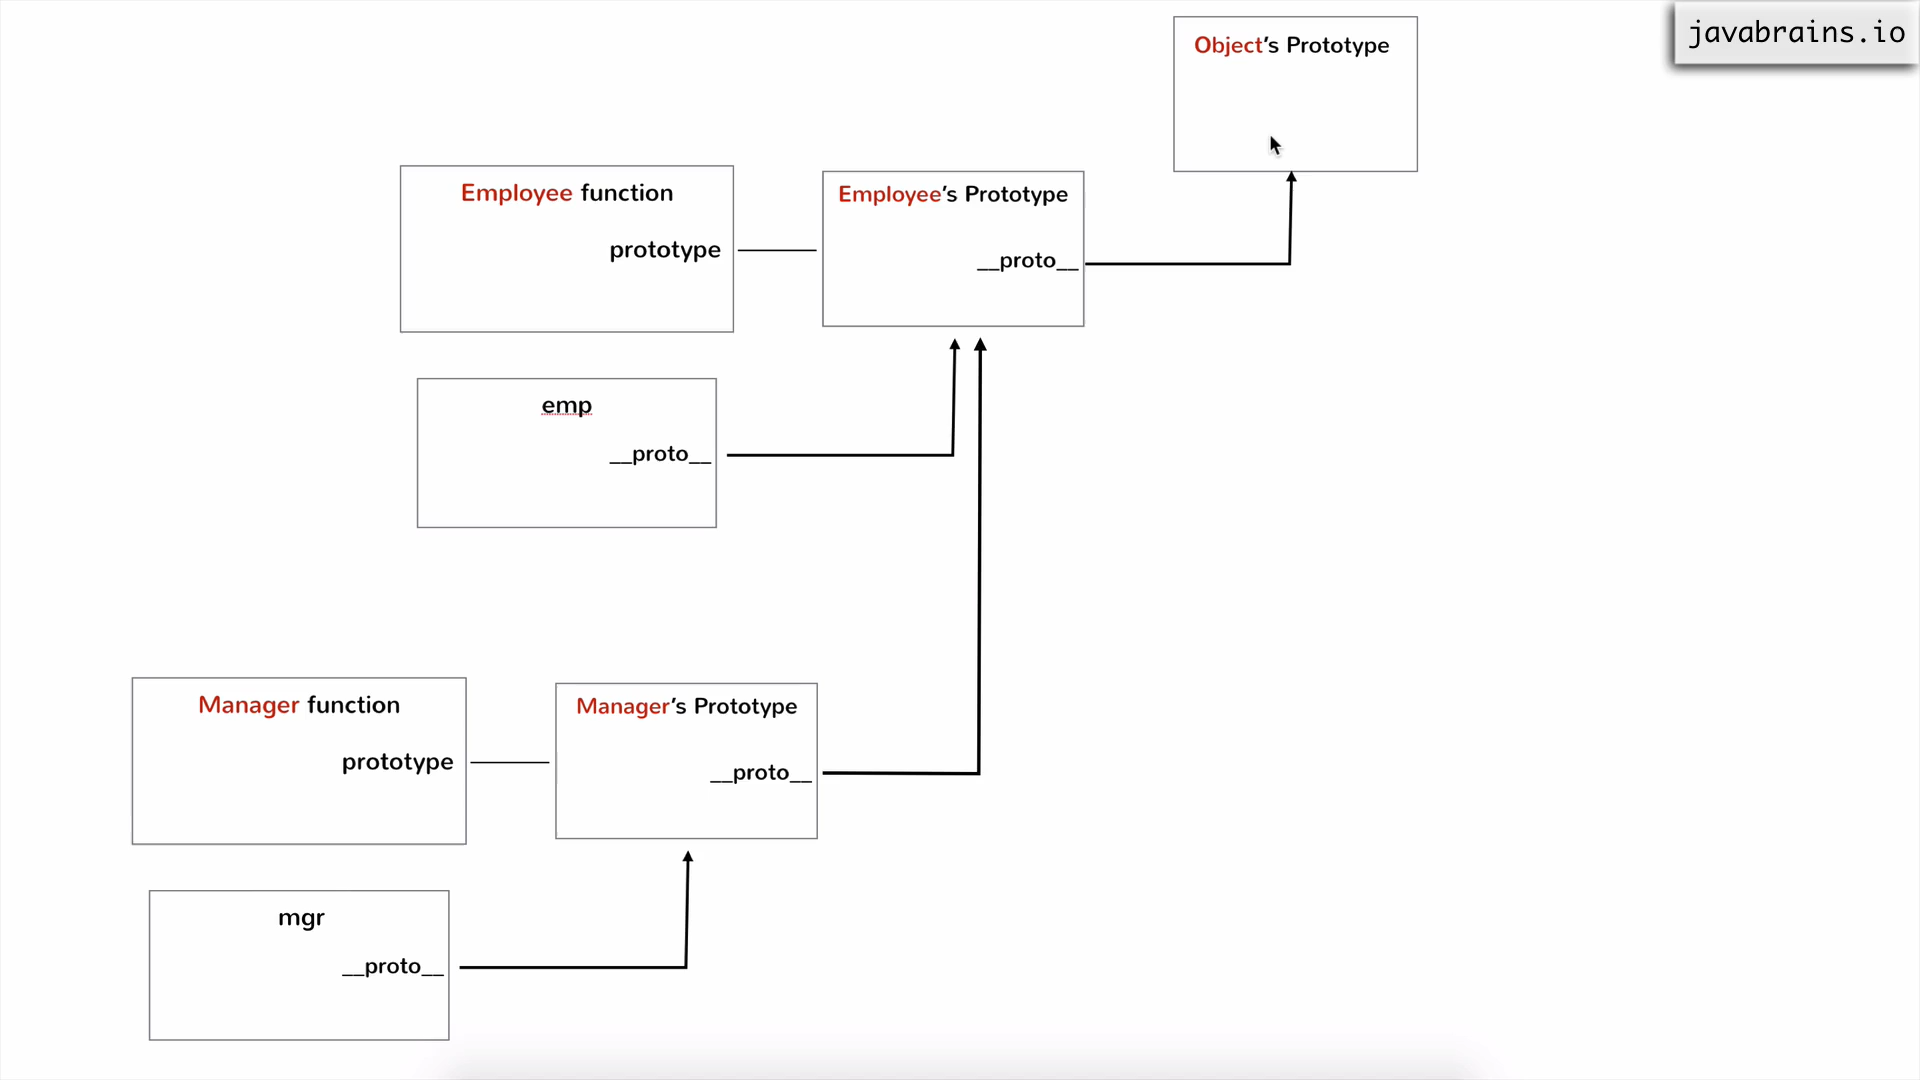 javabrains.io
Object's Prototype
Employee function
prototype
Employee's Prototype
__proto__
emp
__proto__
Manager function
prototype
Manager's Prototype
__proto__
mgr
__proto__